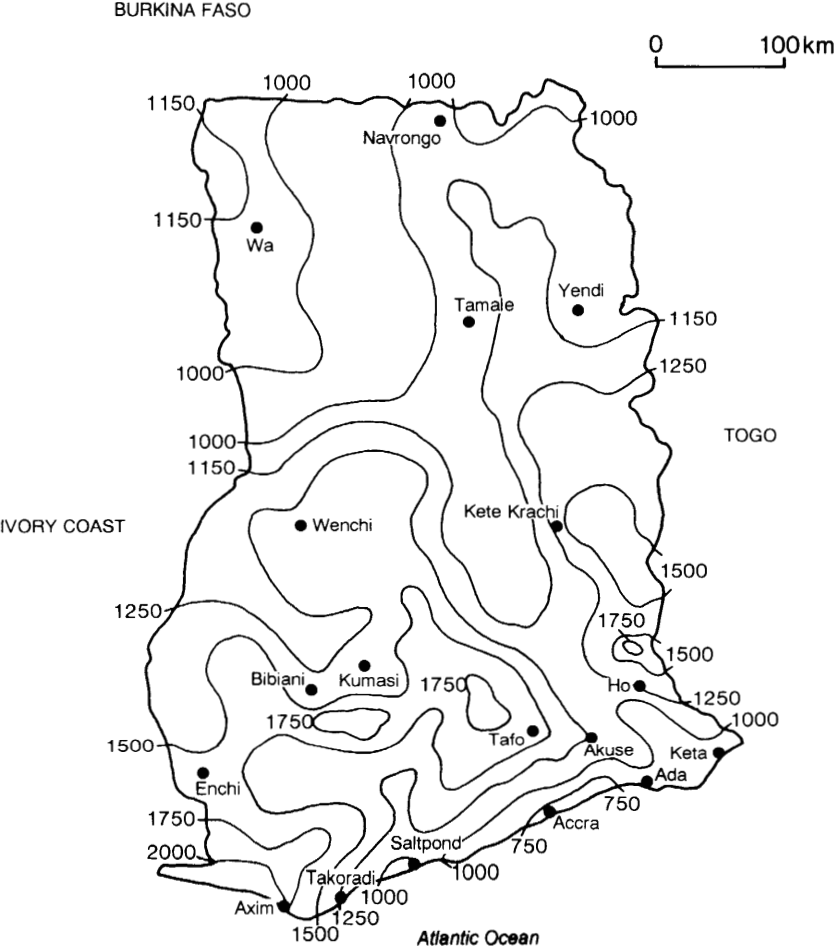 BURKINA FASO
0 100km
1000 1000
1150
1000
Navrongo
1150
Wa
Yendi
Tamale
1150
1250
1000
TOGO
1000
1150
Kete Krachi
IVORY COAST
Wenchi
1500
1250
1750
1500
Bibiani Kumasi
1750
Ho
1250
1750
1000
1500
Tafo
Akuse
Keta
Enchi
Ada
750
1750
Accra
Saltpond
750
2000
1000
Takoradi
1000
Axim
1250
1500
Atlantic Ocean